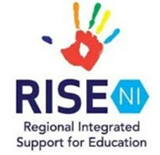 RISE NI
Regional Integrated
Support for Education